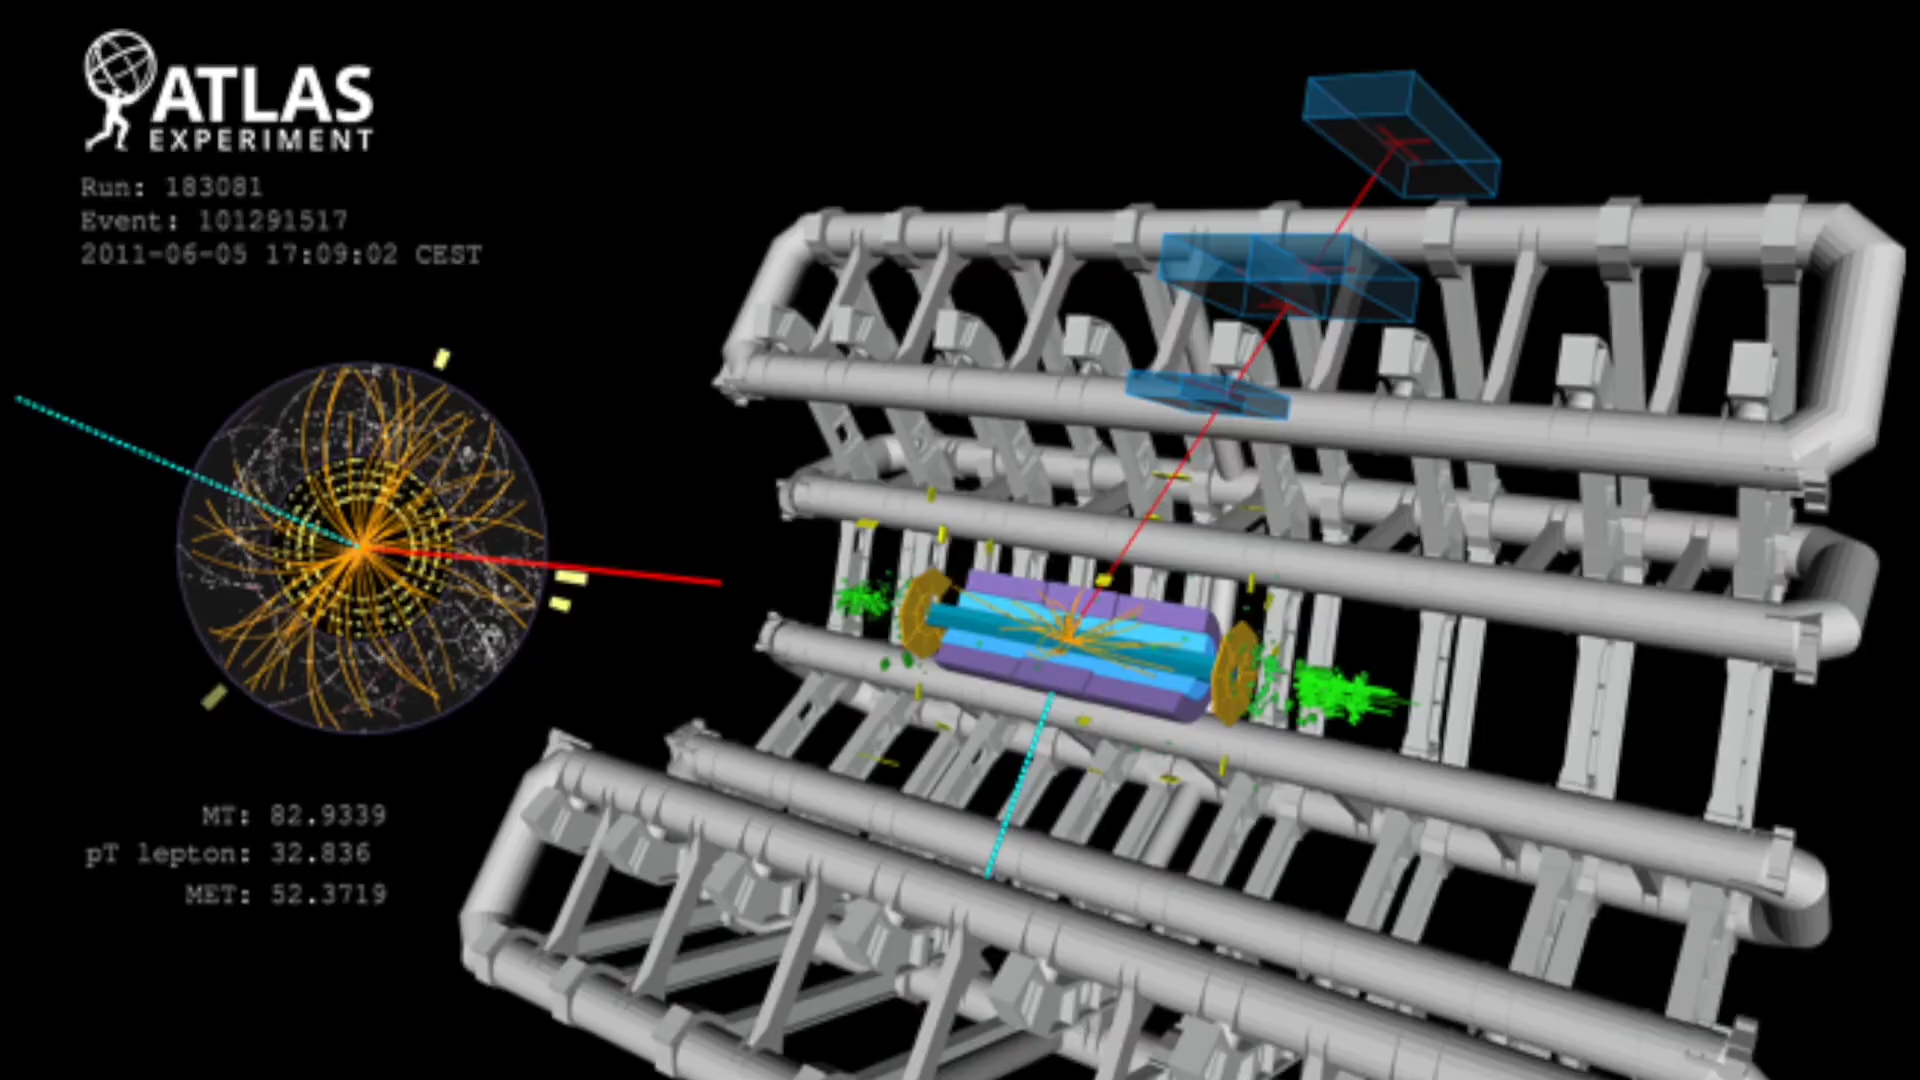 ATLAS
EXPERIMENT
Run: 183081
Event: 101291517
2011-06-05 17:09:02 CEST
MT: 82.9339
pT lepton: 32.836
MET: 52.3719